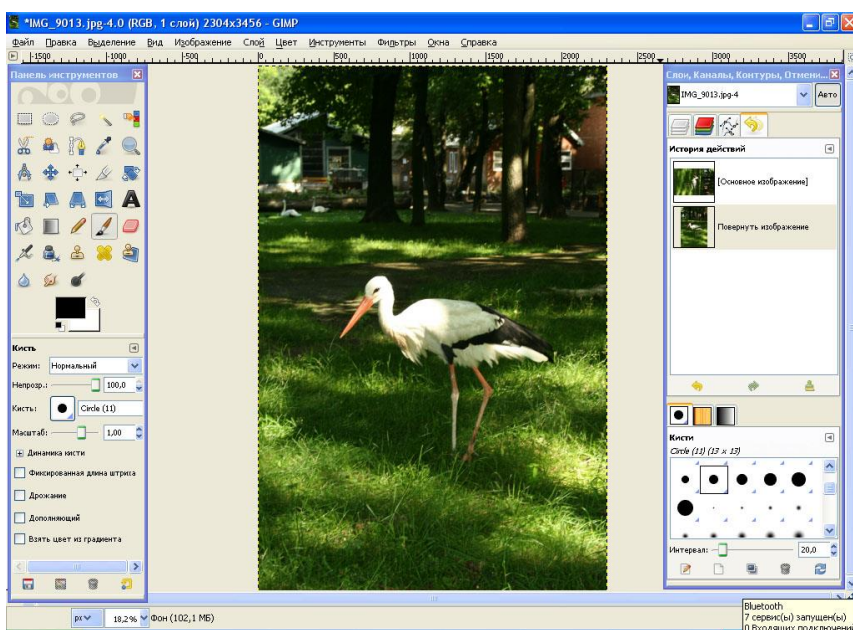 *IMG_9013.jpg-4.0 (RGB, 1 слой) 2304x3456 - GIMP
Файл Правка Выделение Вид Изображение Слой Цвет Инструменты Фильтры Окна Справка
-1500 -1000 -500 0 500 1000 1500 2000 2500 3000 3500
Панель инструментов
Слои, Каналы, Контуры, Отмени...
IMG_9013.jpg-4
Авто
История действий
[Основное изображение]
Повернуть изображение
Кисть
Режим: Нормальный
Непрозр.: 100,0
Кисть: Circle (11)
Масштаб: 1,00
Динамика кисти
Фиксированная длина штриха
Дрожание
Дополняющий
Взять цвет из градиента
Кисти
Circle (11) (13 × 13)
Интервал: 20,0
px 18,2% Фон (102,1 МБ)
Bluetooth
7 сервис(ы) запущен(ы)
0 Входящих подключений